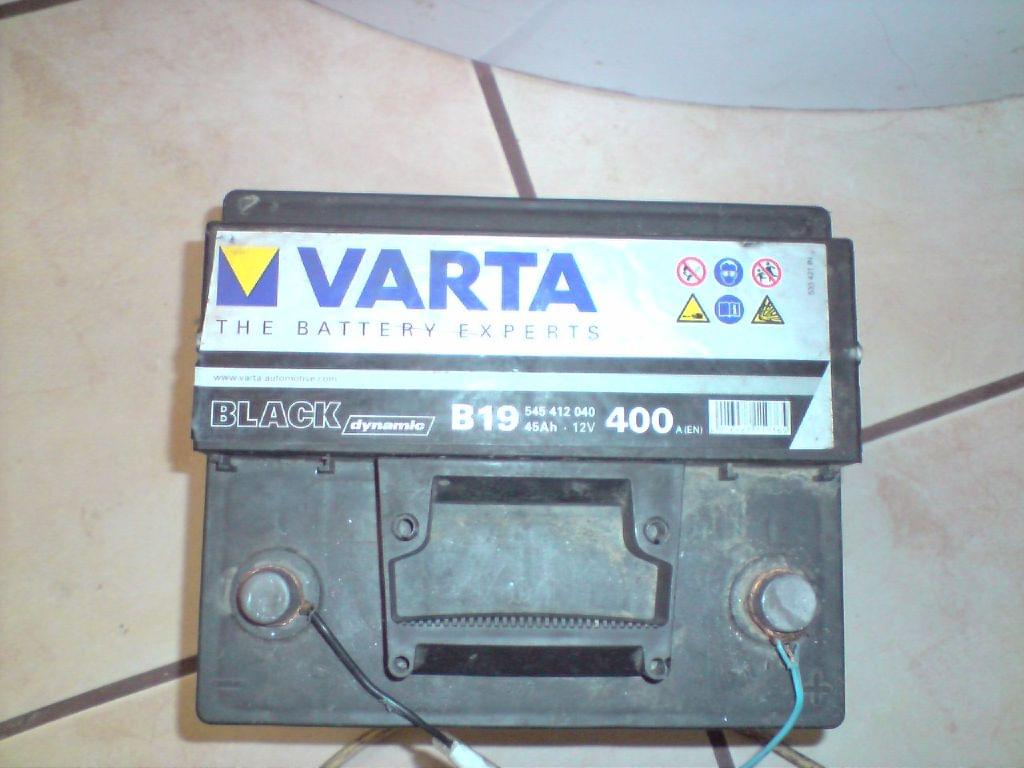 VARTA
THE BATTERY EXPERTS
www.varta-automotive.com
BLACK dynamic B19 545 412 040 400 A (EN)
45Ah · 12V
- +